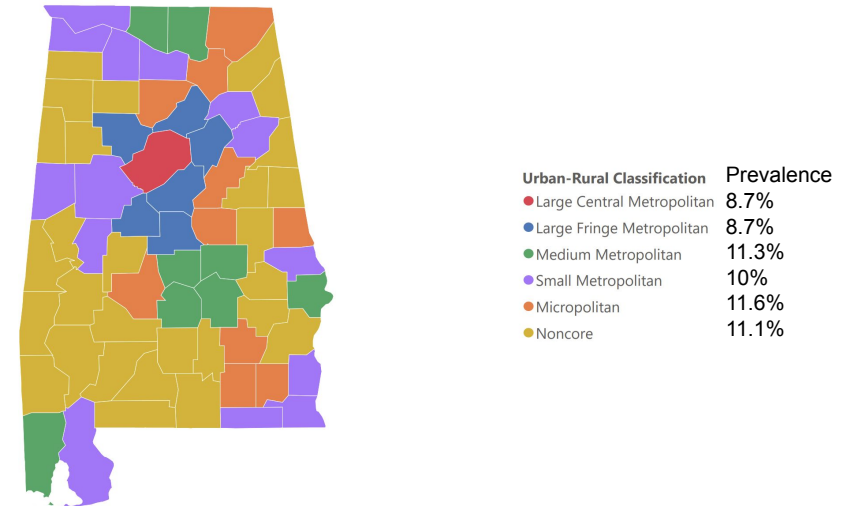 Urban-Rural Classification Prevalence
Large Central Metropolitan 8.7%
Large Fringe Metropolitan 8.7%
Medium Metropolitan 11.3%
Small Metropolitan 10%
Micropolitan 11.6%
Noncore 11.1%